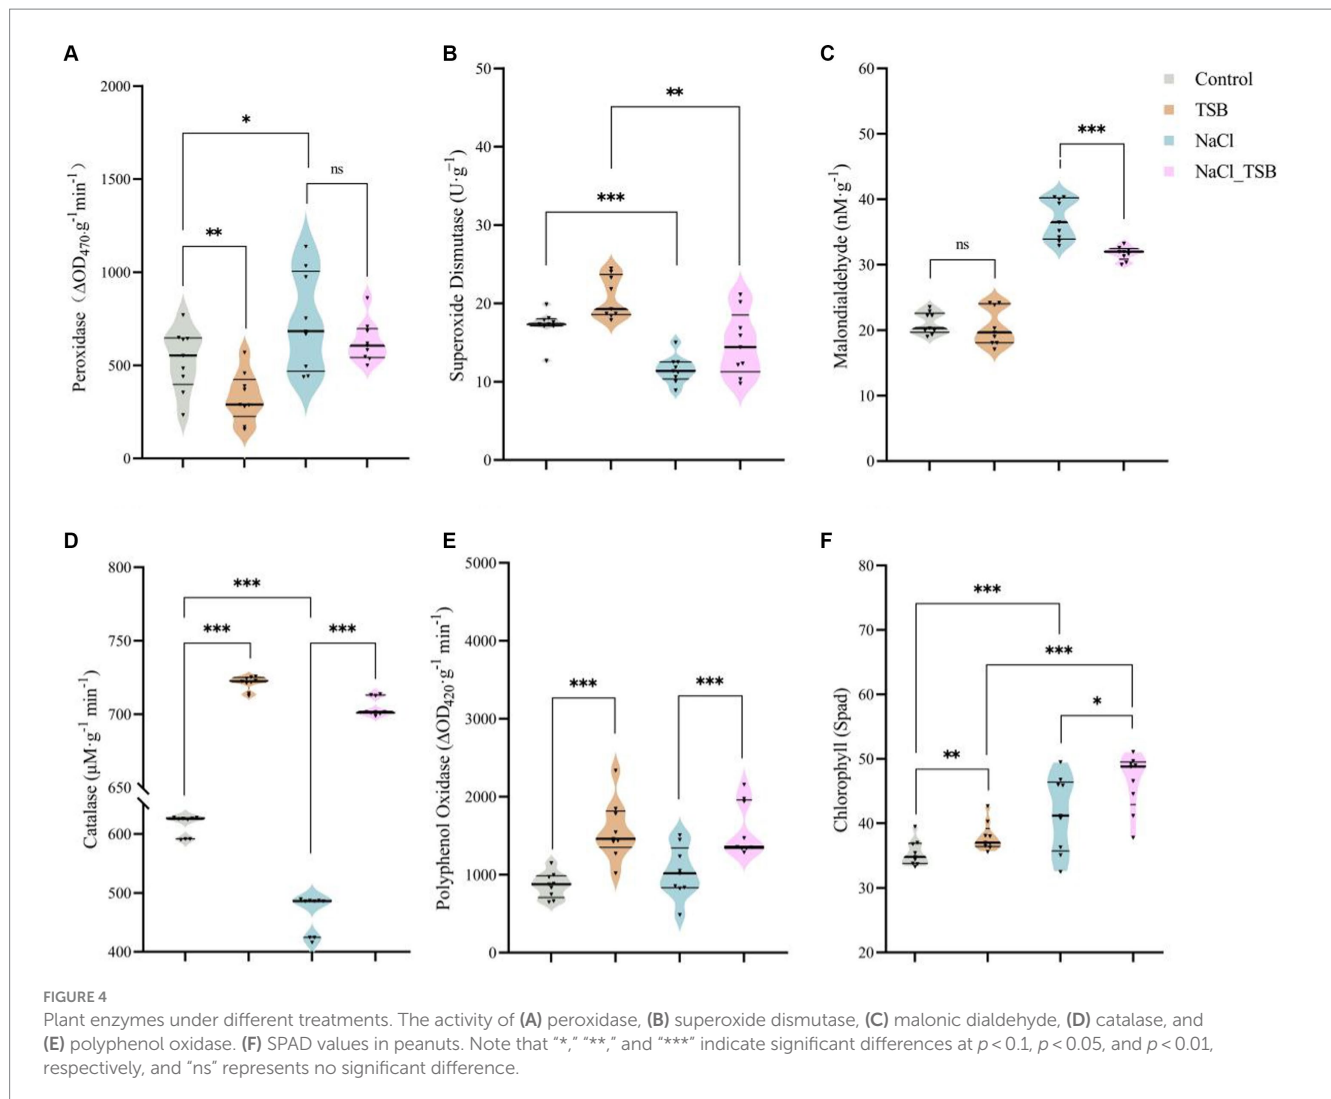 A
Peroxidase (ΔOD470·g-1min-1)
2000
1500
1000
500
0
*
**
ns
B
Superoxide Dismutase (U·g-1)
50
40
30
20
10
0
**
***
C
Malondialdehyde (nM·g-1)
60
50
40
30
20
10
0
ns
***
Control
TSB
NaCl
NaCl_TSB
D
Catalase (μM·g-1 min-1)
800
750
700
650
600
500
400
***
***
***
E
Polyphenol Oxidase (ΔOD420·g-1 min-1)
5000
4000
3000
2000
1000
0
***
***
F
Chlorophyll (Spad)
80
70
60
50
40
30
20
***
***
*
**
FIGURE 4
Plant enzymes under different treatments. The activity of (A) peroxidase, (B) superoxide dismutase, (C) malonic dialdehyde, (D) catalase, and
(E) polyphenol oxidase. (F) SPAD values in peanuts. Note that “*,” “**,” and “***” indicate significant differences at p < 0.1, p < 0.05, and p < 0.01,
respectively, and “ns” represents no significant difference.